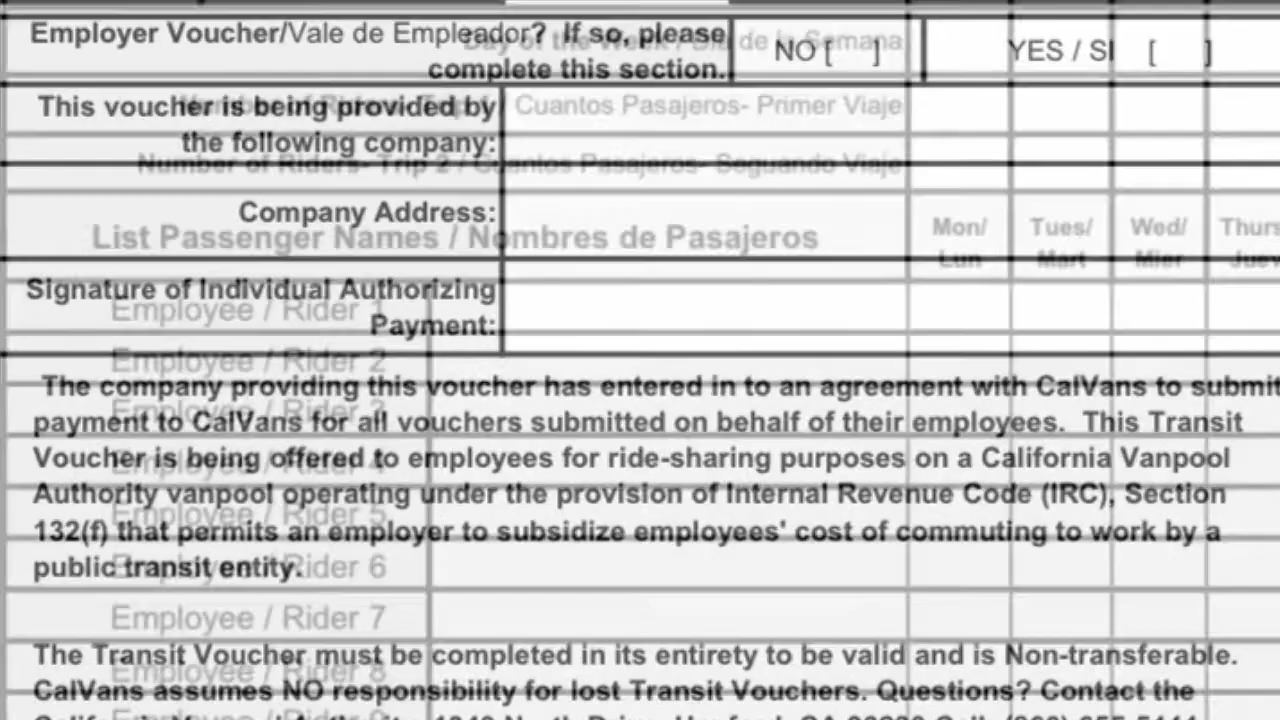 Employer Voucher/Vale de Empleador? If so, please complete this section.
NO [ ]
YES / SI [ ]
Day of the Week / Dia de la Semana
This voucher is being provided by
the following company:
Number of Riders- Trip 1 / Cuantos Pasajeros- Primer Viaje
Number of Riders- Trip 2 / Cuantos Pasajeros- Seguando Viaje
Company Address:
List Passenger Names / Nombres de Pasajeros
Mon/
Lun
Tues/
Mart
Wed/
Mier
Thurs
Juev
Signature of Individual Authorizing
Payment:
Employee / Rider 1
Employee / Rider 2
Employee / Rider 3
Employee / Rider 4
Employee / Rider 5
Employee / Rider 6
Employee / Rider 7
Employee / Rider 8
The company providing this voucher has entered in to an agreement with CalVans to submit
payment to CalVans for all vouchers submitted on behalf of their employees. This Transit
Voucher is being offered to employees for ride-sharing purposes on a California Vanpool
Authority vanpool operating under the provision of Internal Revenue Code (IRC), Section
132(f) that permits an employer to subsidize employees' cost of commuting to work by a
public transit entity.
The Transit Voucher must be completed in its entirety to be valid and is Non-transferable.
CalVans assumes NO responsibility for lost Transit Vouchers. Questions? Contact the